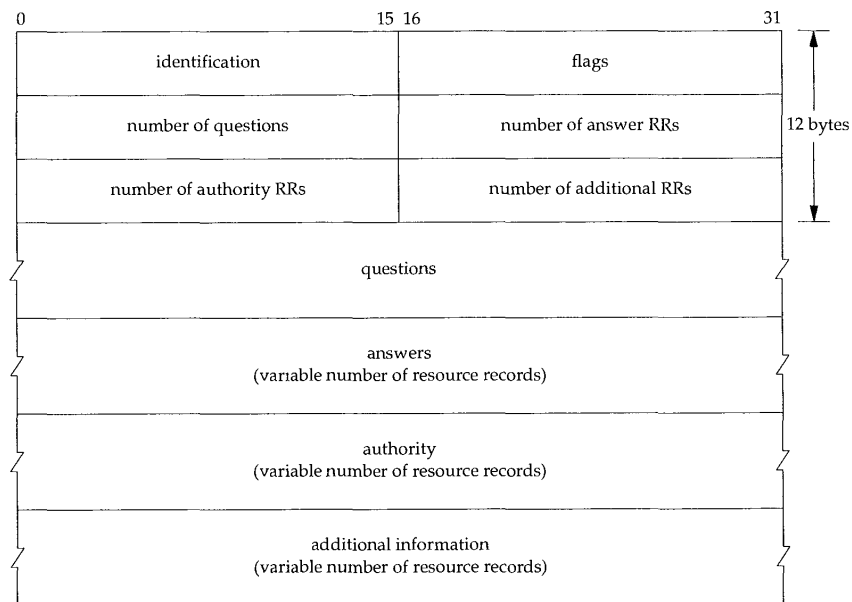 0 15 16 31
identification flags
number of questions number of answer RRs 12 bytes
number of authority RRs number of additional RRs
questions
answers
(variable number of resource records)
authority
(variable number of resource records)
additional information
(variable number of resource records)